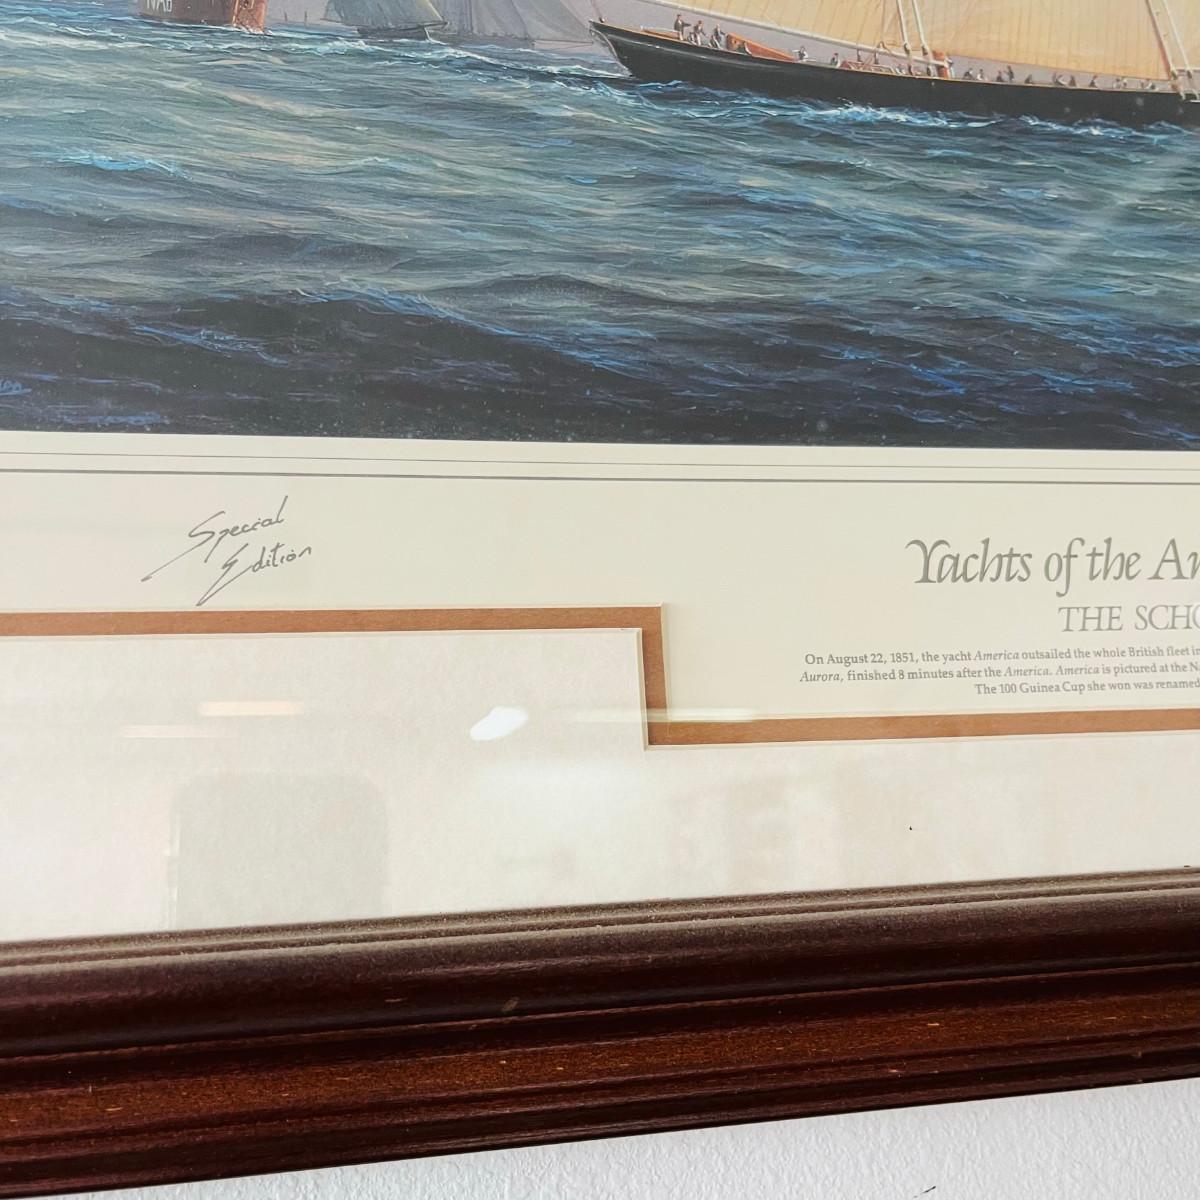 NAB
Special
Edition
Yachts of the
THE
On August 22, 1851, the yacht America outsailed the whole British fleet in
Aurora, finished 8 minutes after the America. America is pictured at the
The 100 Guinea Cup she won was renamed